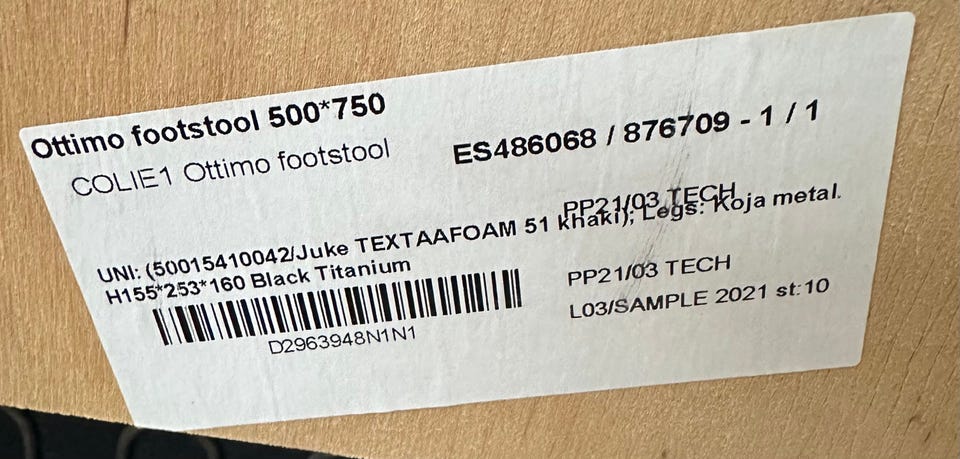 Ottimo footstool 500*750
COLIE1 Ottimo footstool
ES486068 / 876709 - 1 / 1
PP21/03 TECH
UNI: (50015410042/Juke TEXTAAFOAM 51 khaki); Legs: Koja metal.
H155*253*160 Black Titanium
D2963948N1N1
PP21/03 TECH
L03/SAMPLE 2021 st:10